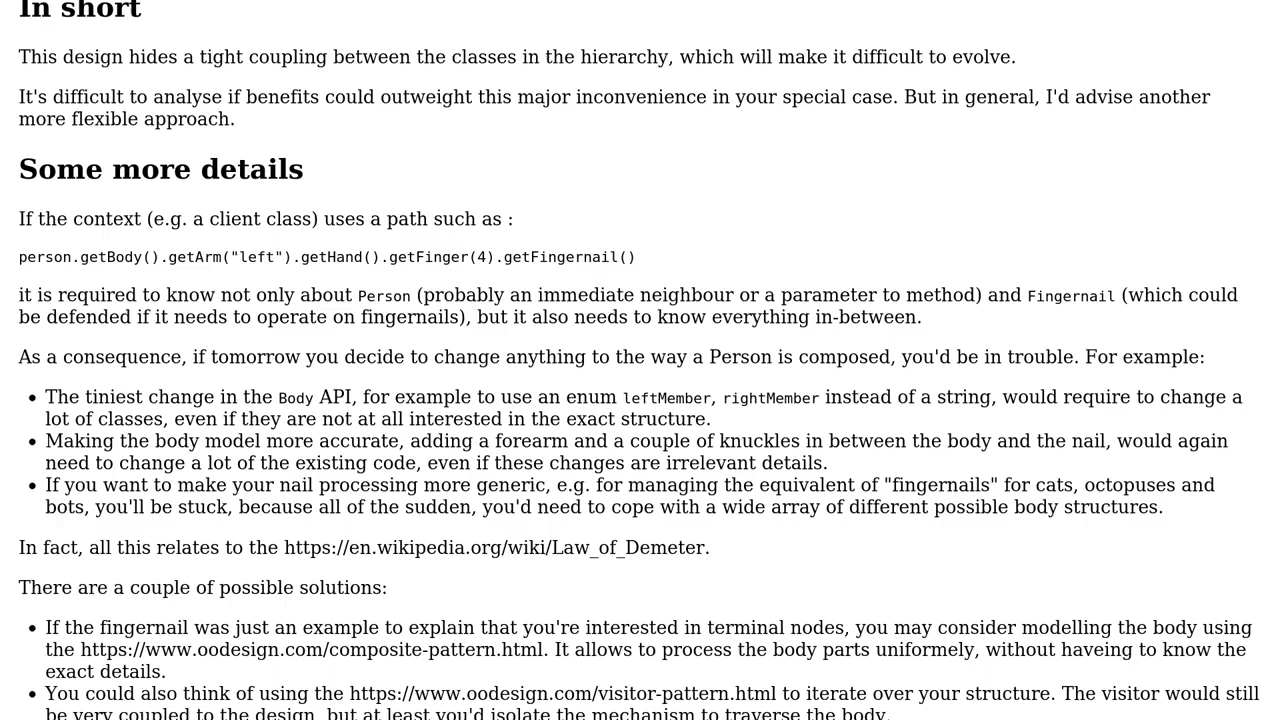 In short
This design hides a tight coupling between the classes in the hierarchy, which will make it difficult to evolve.
It's difficult to analyse if benefits could outweight this major inconvenience in your special case. But in general, I'd advise another
more flexible approach.
Some more details
If the context (e.g. a client class) uses a path such as :
person.getBody().getArm("left").getHand().getFinger(4).getFingernail()
it is required to know not only about Person (probably an immediate neighbour or a parameter to method) and Fingernail (which could
be defended if it needs to operate on fingernails), but it also needs to know everything in-between.
As a consequence, if tomorrow you decide to change anything to the way a Person is composed, you'd be in trouble. For example:
• The tiniest change in the Body API, for example to use an enum leftMember, rightMember instead of a string, would require to change a
lot of classes, even if they are not at all interested in the exact structure.
• Making the body model more accurate, adding a forearm and a couple of knuckles in between the body and the nail, would again
need to change a lot of the existing code, even if these changes are irrelevant details.
• If you want to make your nail processing more generic, e.g. for managing the equivalent of "fingernails" for cats, octopuses and
bots, you'll be stuck, because all of the sudden, you'd need to cope with a wide array of different possible body structures.
In fact, all this relates to the https://en.wikipedia.org/wiki/Law_of_Demeter.
There are a couple of possible solutions:
• If the fingernail was just an example to explain that you're interested in terminal nodes, you may consider modelling the body using
the https://www.oodesign.com/composite-pattern.html. It allows to process the body parts uniformely, without haveing to know the
exact details.
• You could also think of using the https://www.oodesign.com/visitor-pattern.html to iterate over your structure. The visitor would still
be very coupled to the design, but at least you'd isolate the mechanism to traverse the body.